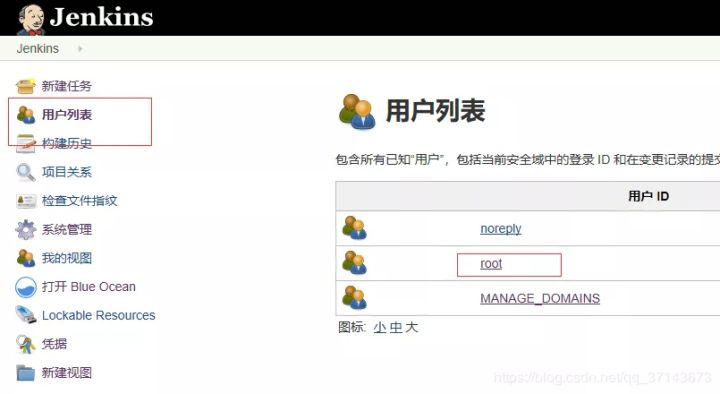 Jenkins
Jenkins
新建任务
用户列表
构建历史
项目关系
检查文件指纹
系统管理
我的视图
打开 Blue Ocean
Lockable Resources
凭据
新建视图
用户列表
包含所有已知“用户”，包括当前安全域中的登录 ID 和在变更记录的提交
用户 ID
noreply
root
MANAGE_DOMAINS
图标: 小 中 大
https://blog.csdn.net/qq_37143673